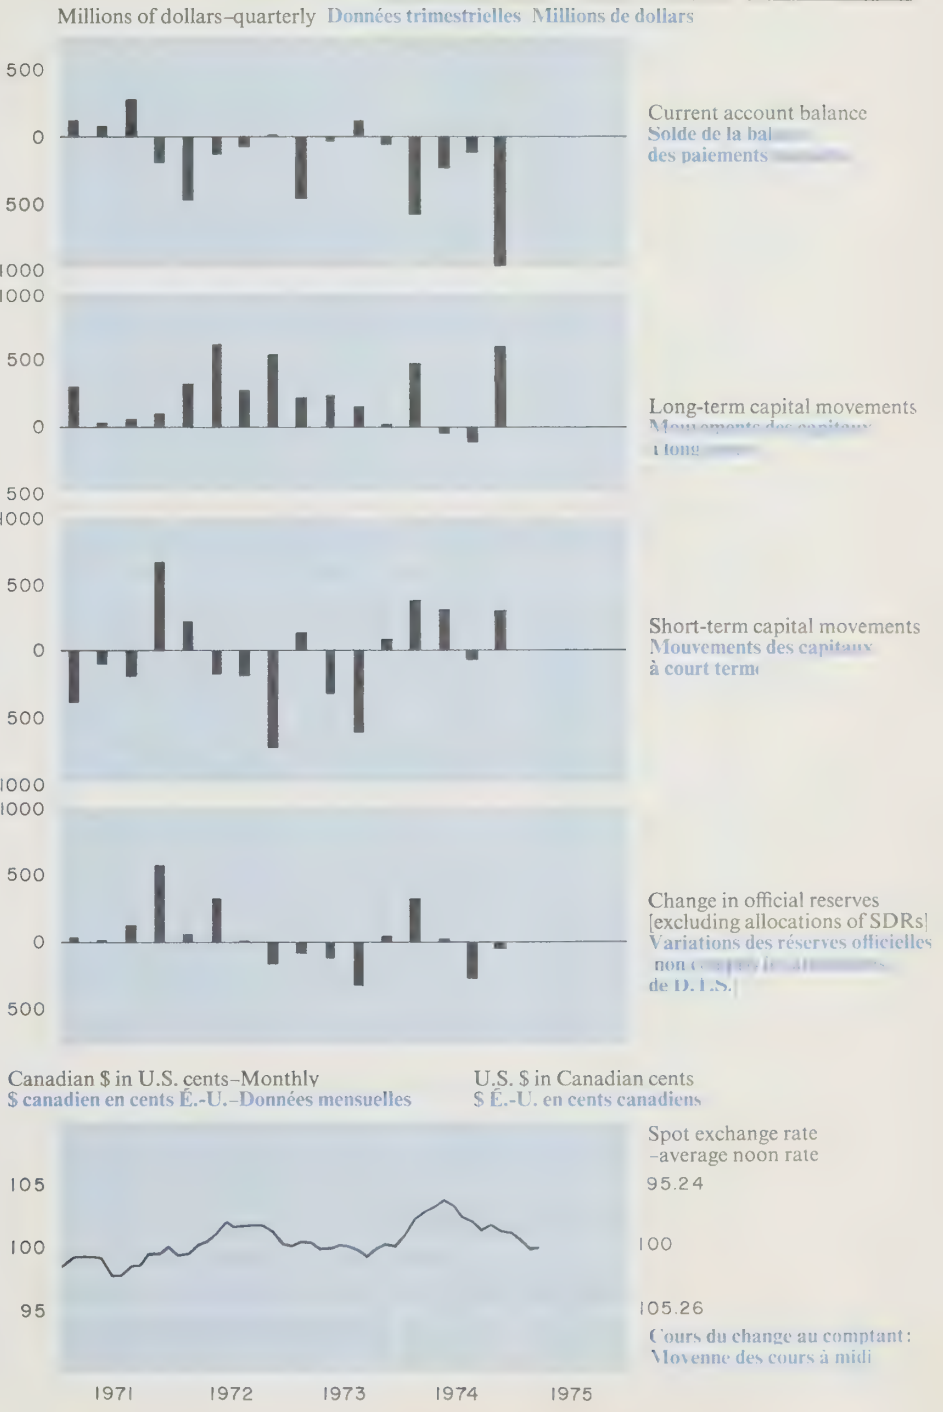 Millions of dollars–quarterly Données trimestrielles Millions de dollars
500
0
500
1000
Current account balance
Solde de la
des paiements
1000
500
0
500
Long-term capital movements
Mouvements des capitaux
à long
1000
500
0
500
1000
Short-term capital movements
Mouvements des capitaux
à court terme
1000
500
0
500
Change in official reserves
[excluding allocations of SDRs]
Variations des réserves officielles
non
de D.T.S.]
Canadian $ in U.S. cents–Monthly
$ canadien en cents É.-U.–Données mensuelles
U.S. $ in Canadian cents
$ É.-U. en cents canadiens
Spot exchange rate
–average noon rate
105
95.24
100
100
95
105.26
Cours du change au comptant:
Moyenne des cours à midi
1971 1972 1973 1974 1975